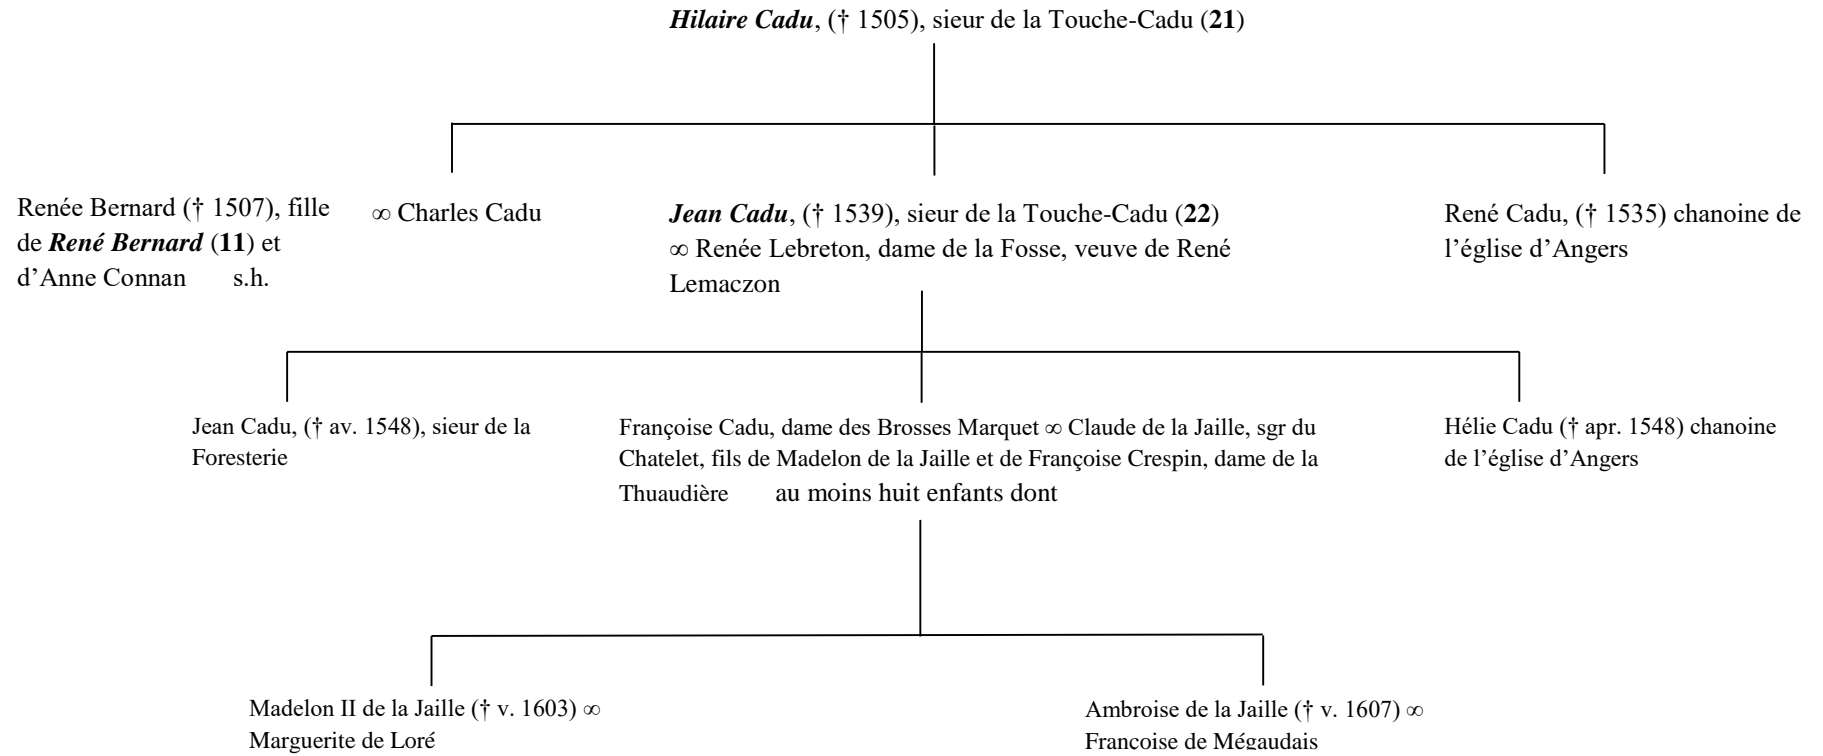 Hilaire Cadu, († 1505), sieur de la Touche-Cadu (21)
Renée Bernard († 1507), fille
de René Bernard (11) et
d’Anne Connan s.h.
∞ Charles Cadu
Jean Cadu, († 1539), sieur de la Touche-Cadu (22)
∞ Renée Lebreton, dame de la Fosse, veuve de René
Lemaczon
René Cadu, († 1535) chanoine de
l’église d’Angers
Jean Cadu, († av. 1548), sieur de la
Foresterie
Françoise Cadu, dame des Brosses Marquet ∞ Claude de la Jaille, sgr du
Chatelet, fils de Madelon de la Jaille et de Françoise Crespin, dame de la
Thuaudière au moins huit enfants dont
Hélie Cadu († apr. 1548) chanoine
de l’église d’Angers
Madelon II de la Jaille († v. 1603) ∞
Marguerite de Loré
Ambroise de la Jaille († v. 1607) ∞
Françoise de Mégaudais